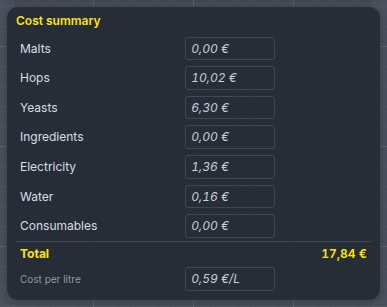 Cost summary
Malts 0,00 €
Hops 10,02 €
Yeasts 6,30 €
Ingredients 0,00 €
Electricity 1,36 €
Water 0,16 €
Consumables 0,00 €
Total 17,84 €
Cost per litre 0,59 €/L